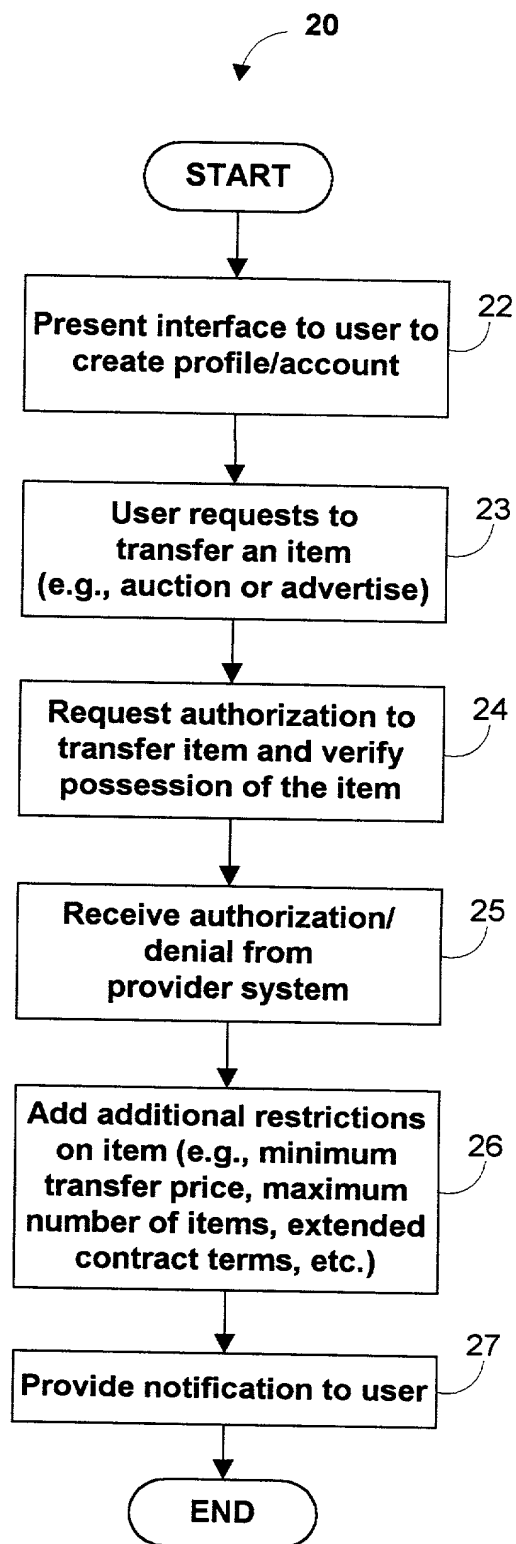 20
START
Present interface to user to
create profile/account
22
User requests to
transfer an item
(e.g., auction or advertise)
23
Request authorization to
transfer item and verify
possession of the item
24
Receive authorization/
denial from
provider system
25
Add additional restrictions
on item (e.g., minimum
transfer price, maximum
number of items, extended
contract terms, etc.)
26
Provide notification to user
27
END